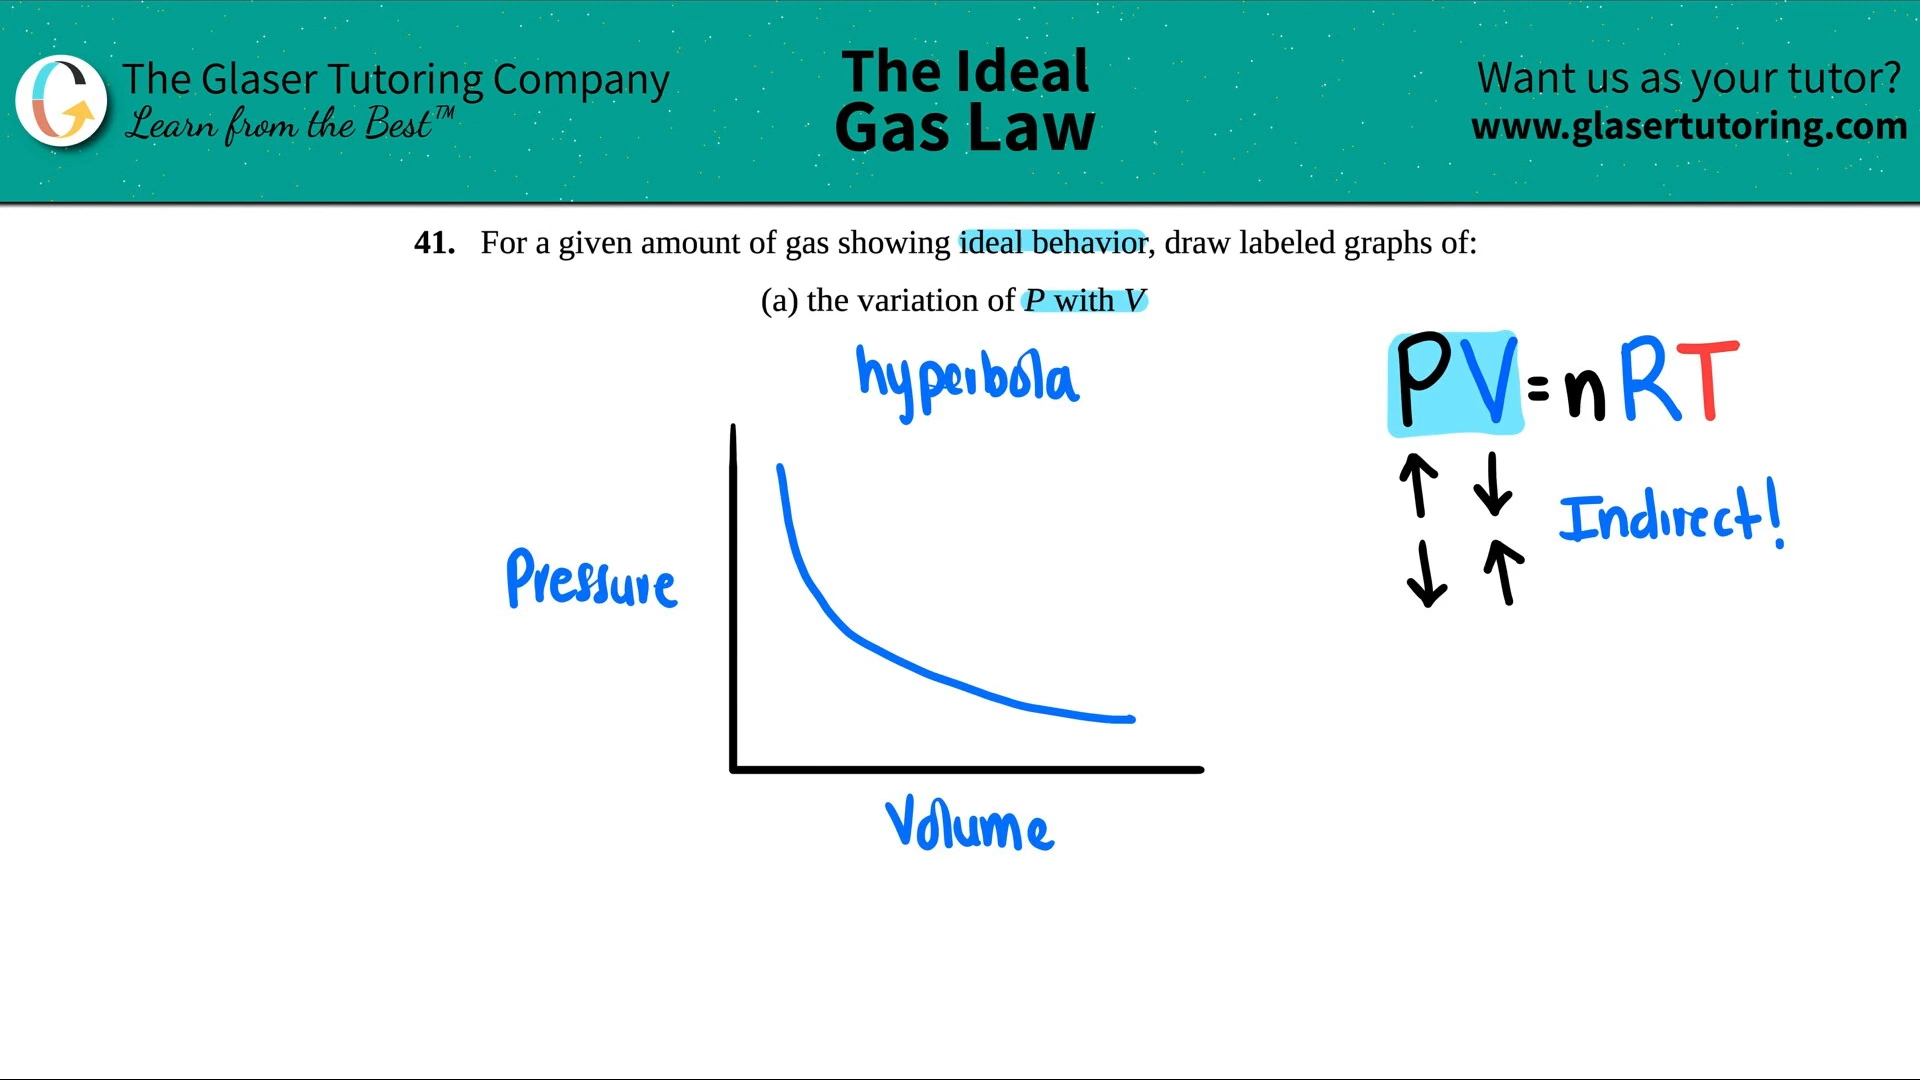 The Glaser Tutoring Company
Learn from the Best™
The Ideal
Gas Law
Want us as your tutor?
www.glasertutoring.com
41. For a given amount of gas showing ideal behavior, draw labeled graphs of:
(a) the variation of P with V
hyperbola
PV=nRT
↑ ↓
Indirect!
↓ ↑
Pressure
Volume